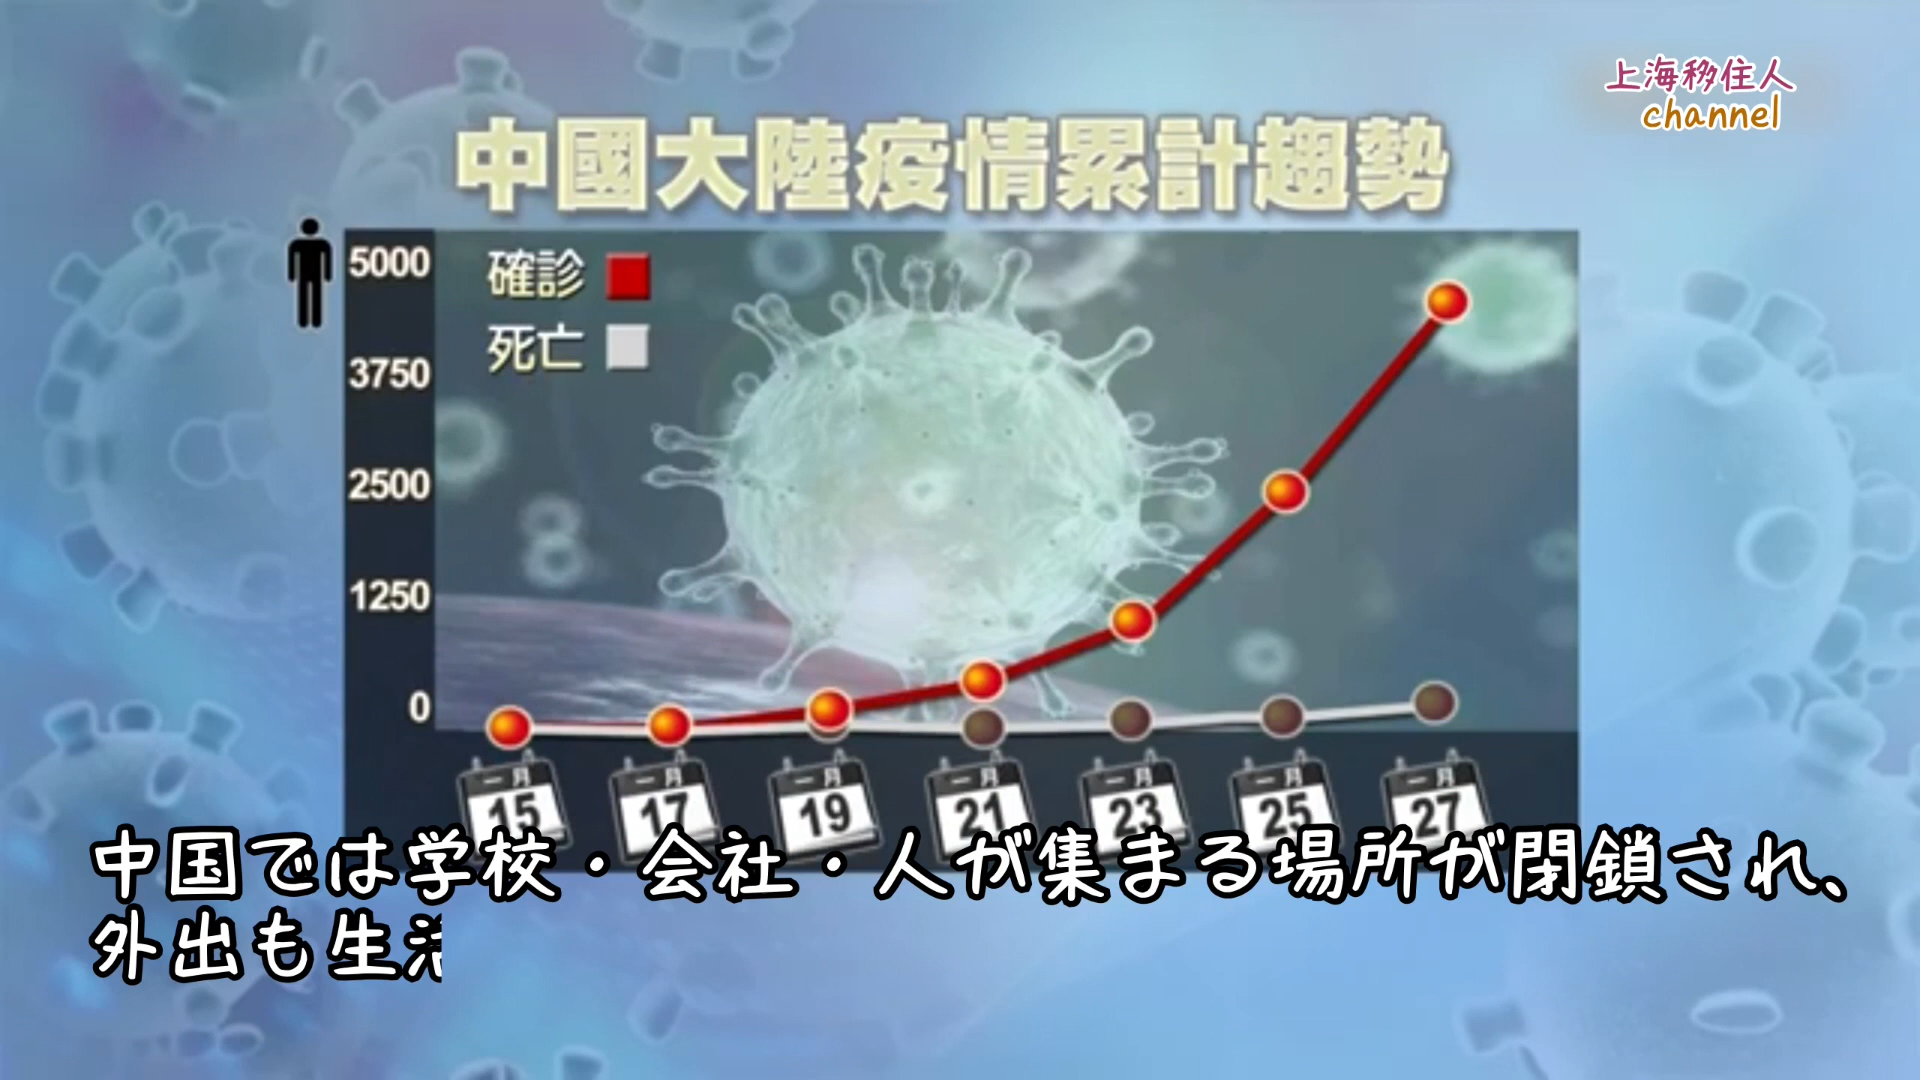 上海移住人
channel
中國大陸疫情累計趨勢
5000
確診
死亡
3750
2500
1250
0
一月 一月 一月 一月 一月 一月 一月
15 17 19 21 23 25 27
中国では学校・会社・人が集まる場所が閉鎖され、
外出も生活